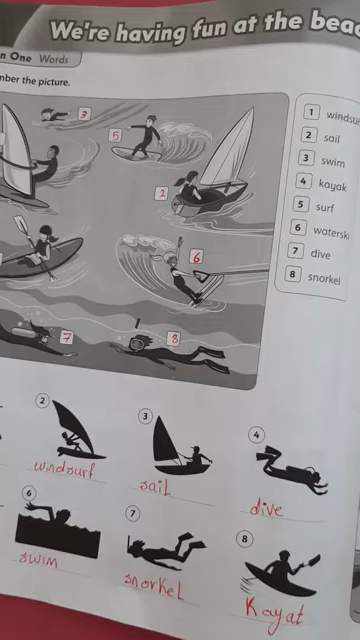 We're having fun at the bea
n One Words
nber the picture.
1 windsu
2 sail
3 swim
4 kayak
5 surf
6 watersk
7 dive
8 snorkel
3
5
2
6
7
8
2
3
4
windsurf
sail
dive
6
7
8
swim
snorkel
Kayat